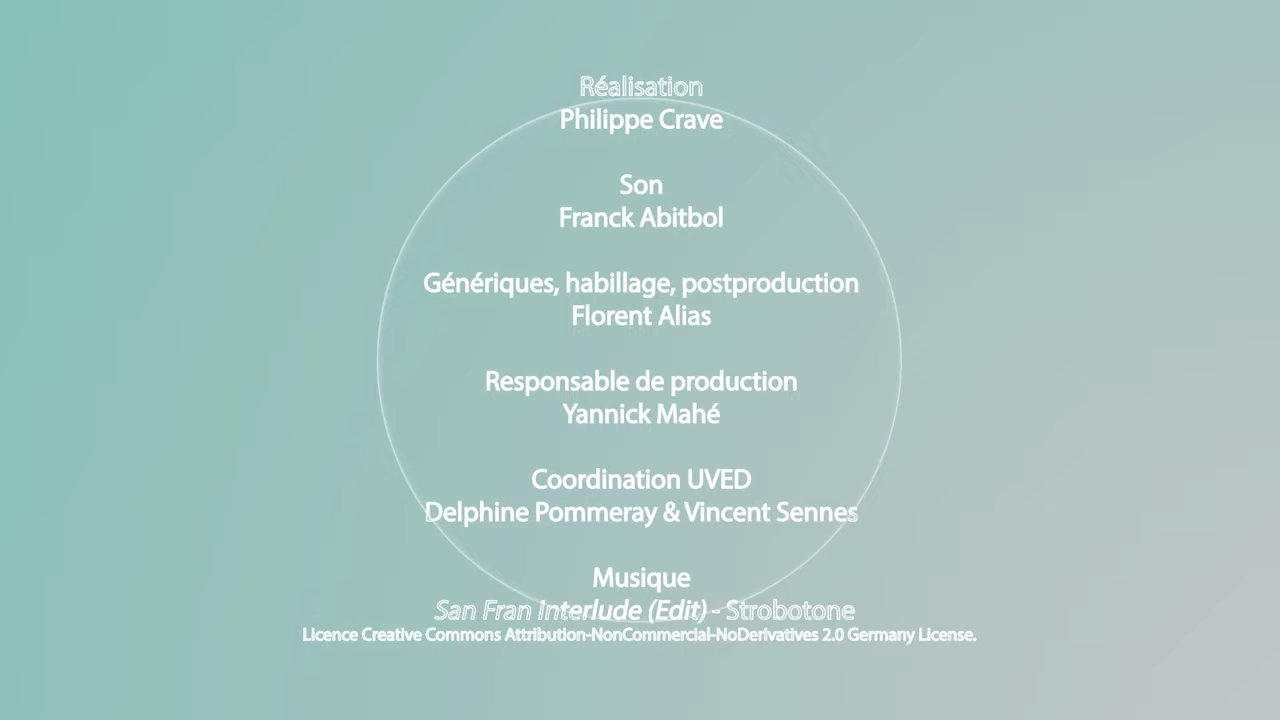 Réalisation
Philippe Crave
Son
Franck Abitbol
Génériques, habillage, postproduction
Florent Alias
Responsable de production
Yannick Mahé
Coordination UVED
Delphine Pommeray & Vincent Sennes
Musique
San Fran Interlude (Edit) - Strobotone
Licence Creative Commons Attribution-NonCommercial-NoDerivatives 2.0 Germany License.